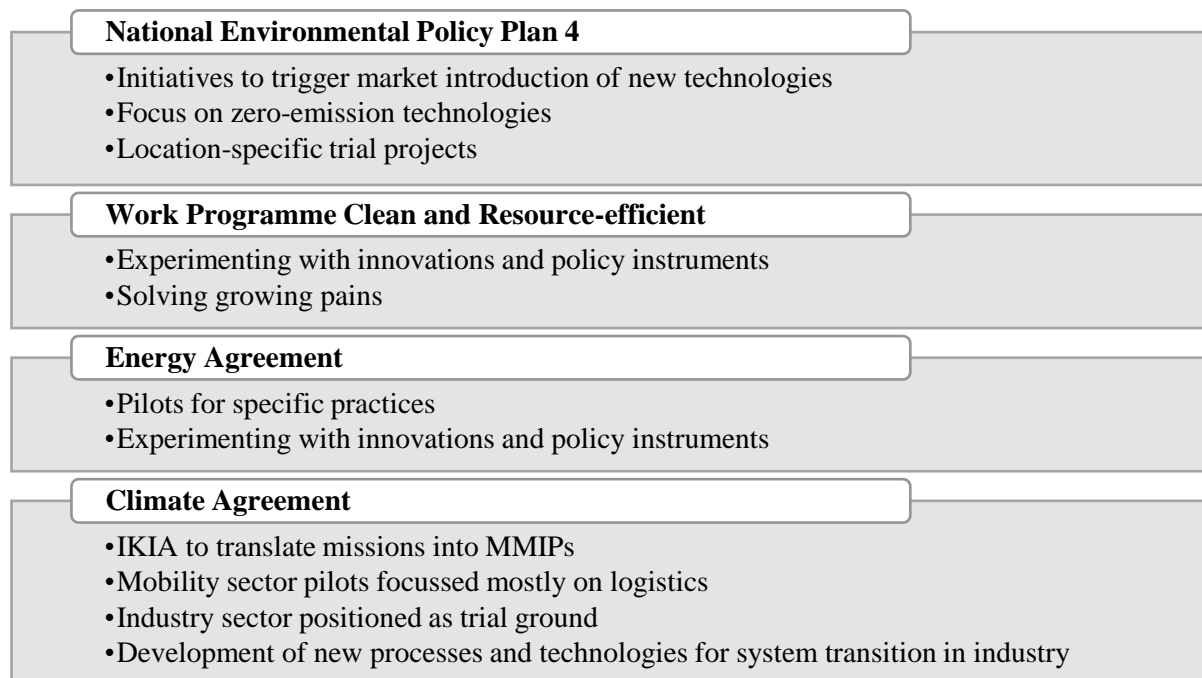 National Environmental Policy Plan 4
•Initiatives to trigger market introduction of new technologies
•Focus on zero-emission technologies
•Location-specific trial projects
Work Programme Clean and Resource-efficient
•Experimenting with innovations and policy instruments
•Solving growing pains
Energy Agreement
•Pilots for specific practices
•Experimenting with innovations and policy instruments
Climate Agreement
•IKIA to translate missions into MMIPs
•Mobility sector pilots focussed mostly on logistics
•Industry sector positioned as trial ground
•Development of new processes and technologies for system transition in industry